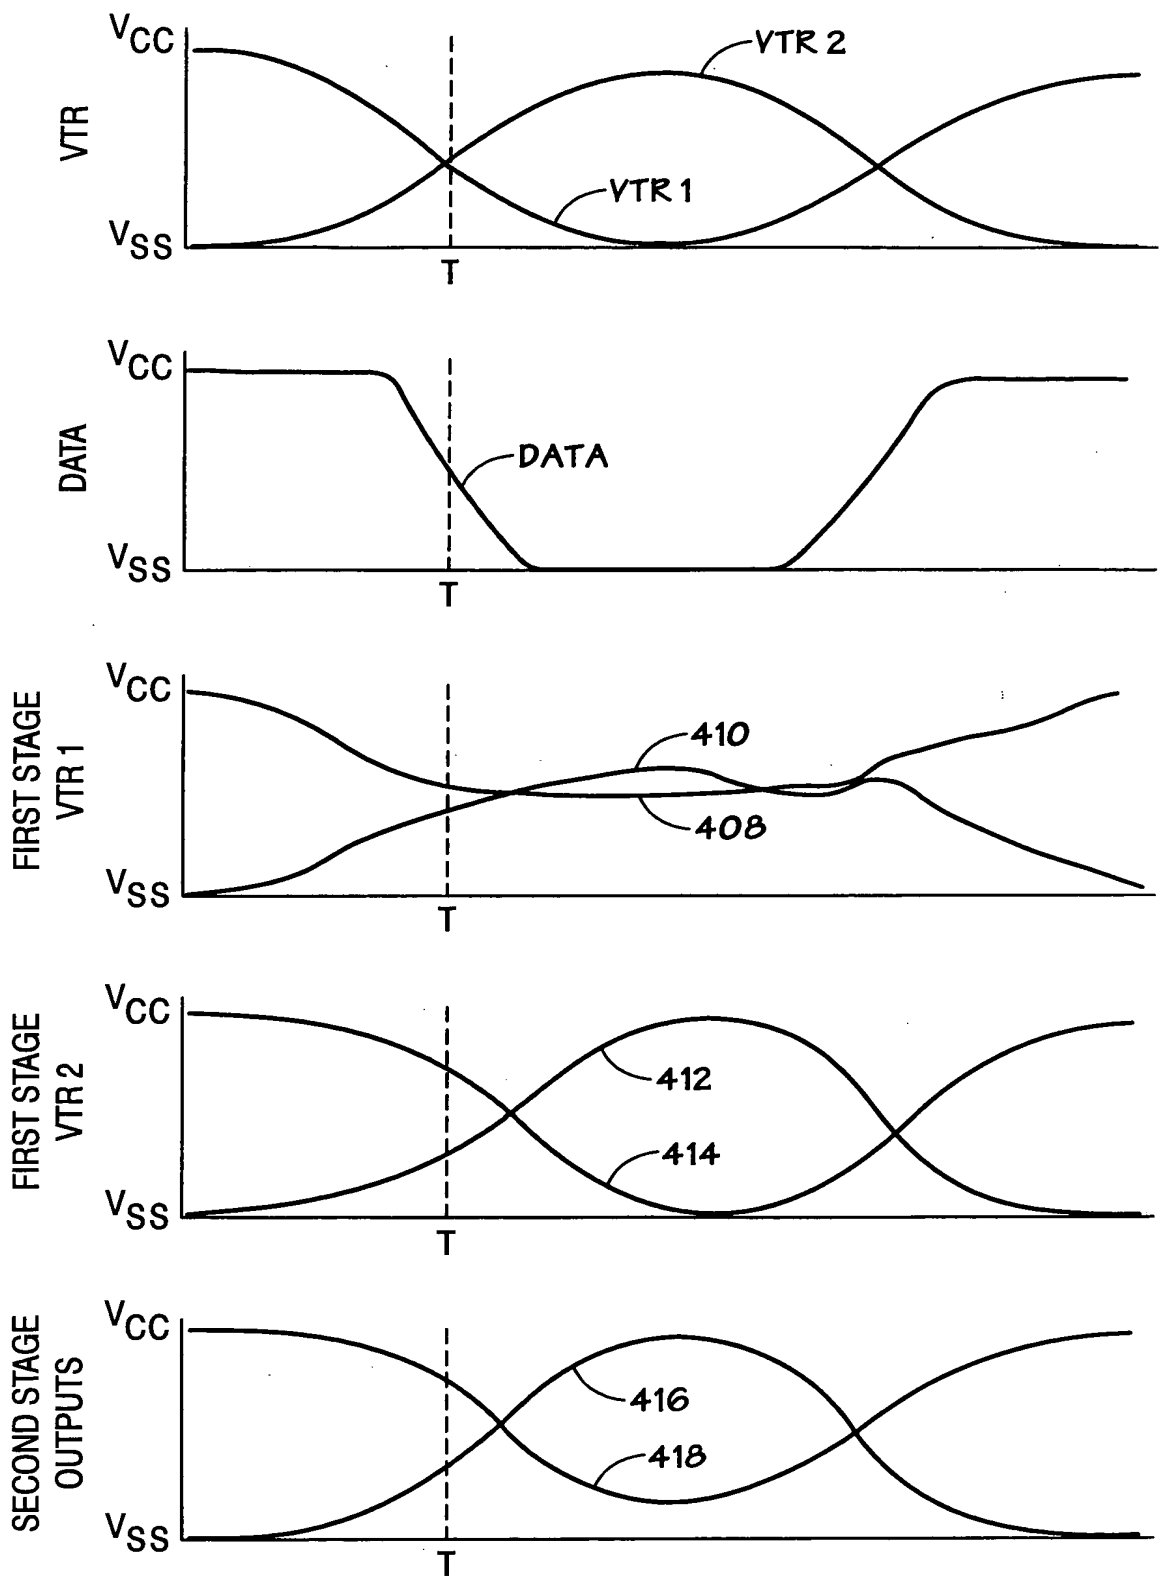 VCC
VTR 2
VTR
VTR 1
VSS
T
VCC
DATA
DATA
VSS
T
VCC
FIRST STAGE
VTR 1
410
408
VSS
T
VCC
FIRST STAGE
VTR 2
412
414
VSS
T
VCC
SECOND STAGE
OUTPUTS
416
418
VSS
T